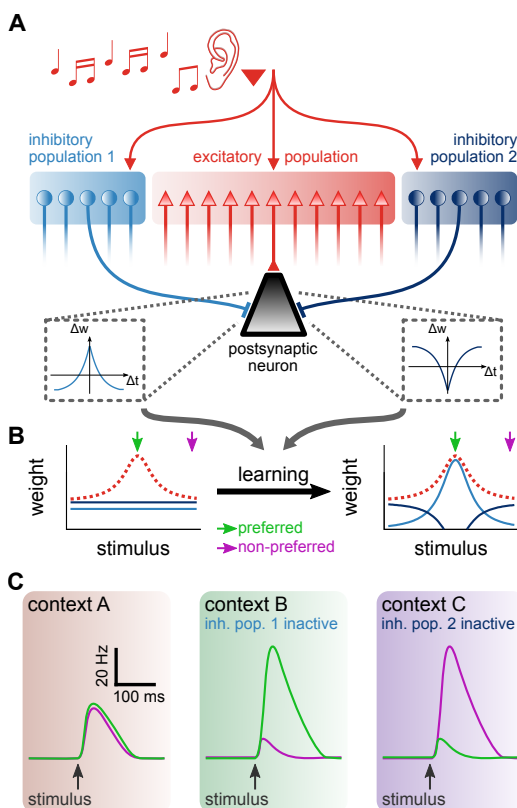 A
inhibitory
population 1
excitatory population
inhibitory
population 2
Δw
Δt
postsynaptic
neuron
Δw
Δt
B
weight
stimulus
learning
preferred
non-preferred
weight
stimulus
C
context A
20 Hz
100 ms
stimulus
context B
inh. pop. 1 inactive
stimulus
context C
inh. pop. 2 inactive
stimulus